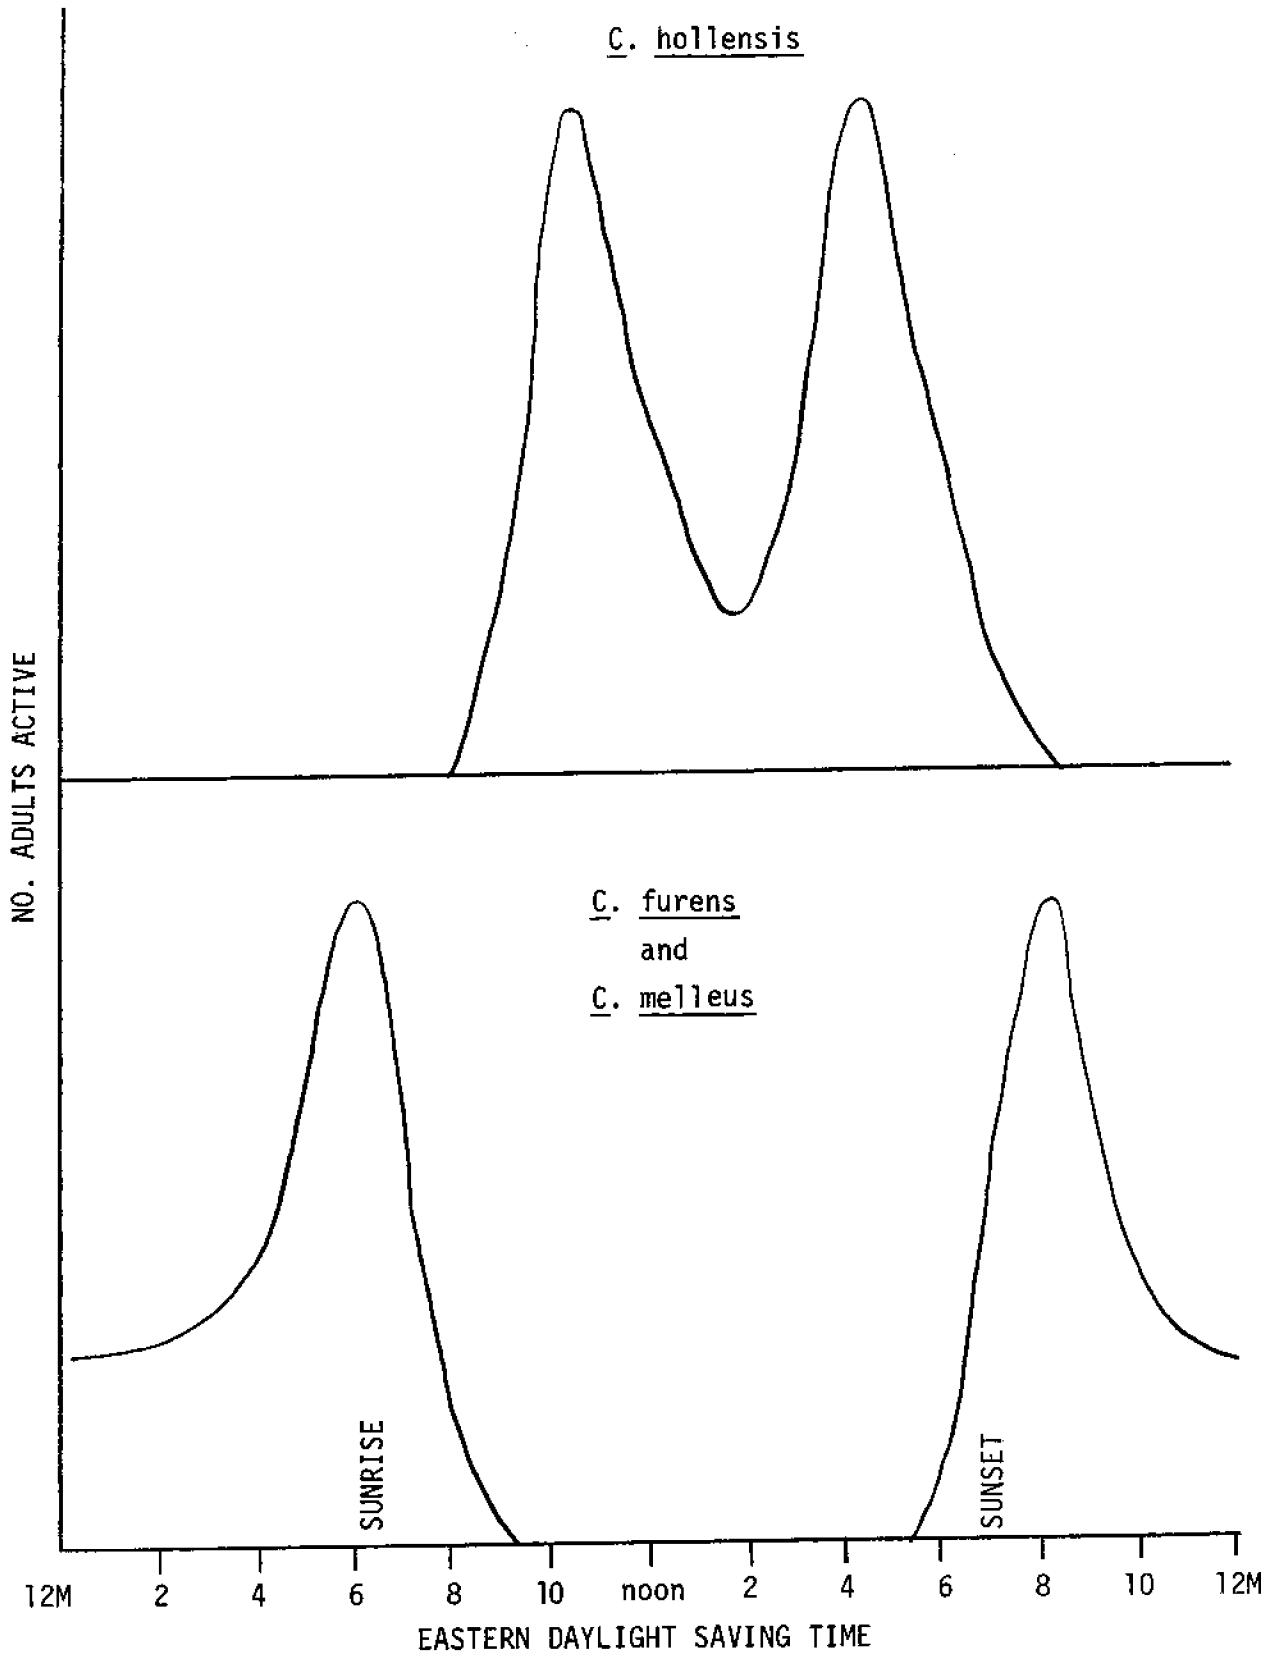 C. hollensis
NO. ADULTS ACTIVE
C. furens
and
C. melleus
SUNRISE
SUNSET
12M 2 4 6 8 10 noon 2 4 6 8 10 12M
EASTERN DAYLIGHT SAVING TIME